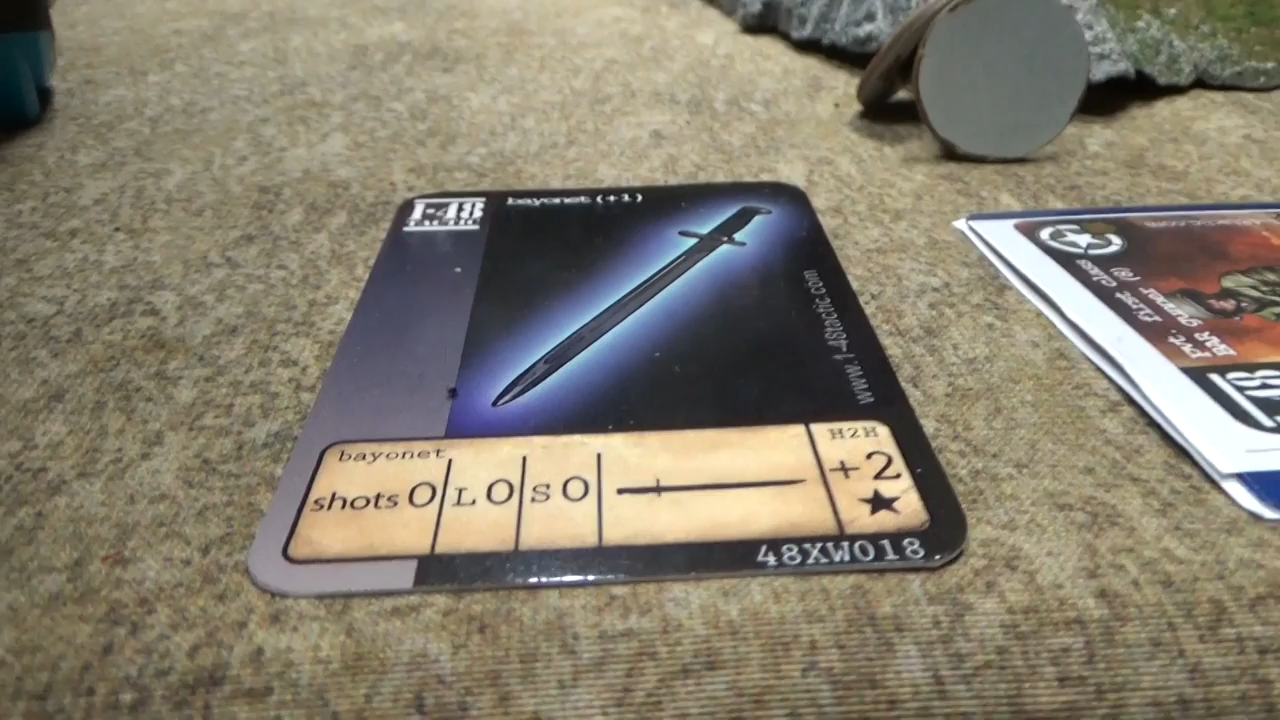 1-48
TACTIC
bayonet (+1)
www.1-48tactic.com
bayonet
shots 0 L 0 S 0
H2H
+2
48XW018
Pvt. First Class
BAR gunner (8)